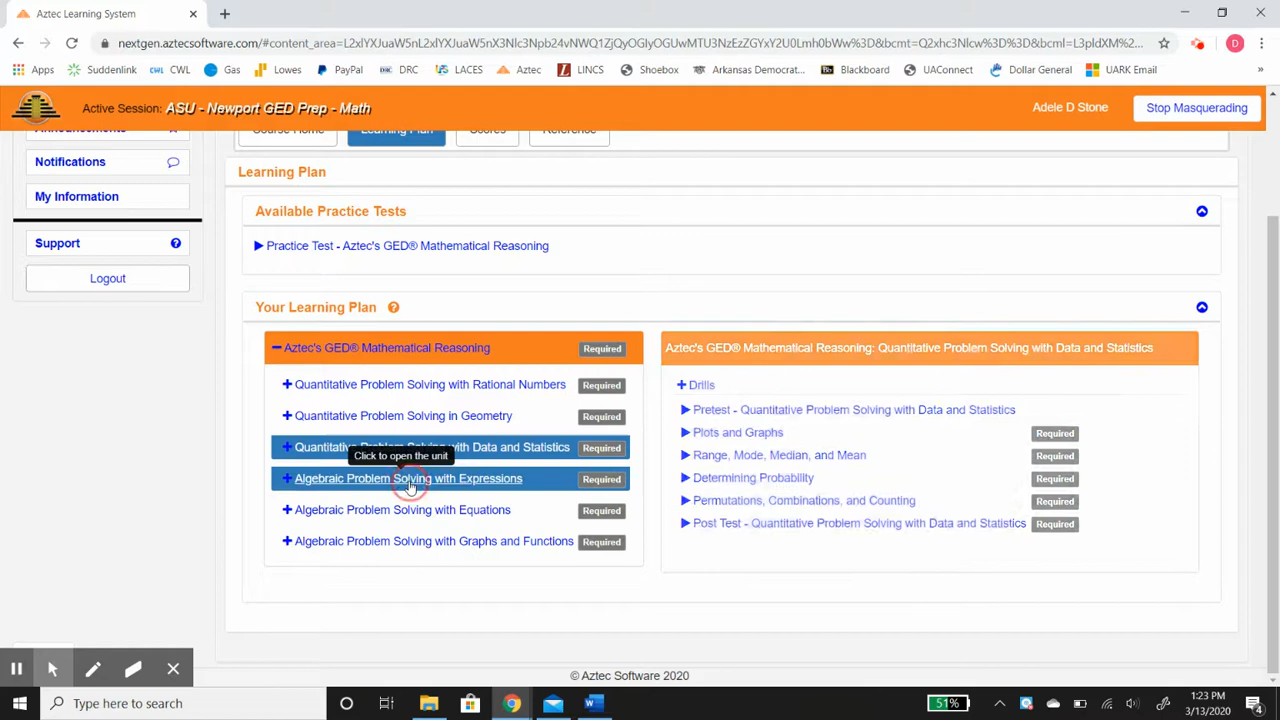 Aztec Learning System
nextgen.aztecsoftware.com/#content_area=L2xlYXJuaW5nL2xlYXJuaW5nX3Nlc3Npb24vNWQ1ZjQyOGIyOGUwMTU3NzEzZGYxY2U0Lmh0bWw%3D&bcmt=Q2xhc3Nlcw%3D%3D&bcml=L3pldXM%2...
Apps Suddenlink CWL CWL Gas Lowes PayPal DRC LACES Aztec LINCS Shoebox Arkansas Democrat... Blackboard UAConnect Dollar General UARK Email »
Active Session: ASU - Newport GED Prep - Math
Adele D Stone
Stop Masquerading
Announcements
Notifications
My Information
Support
Logout
Course Home Learning Plan Scores Reference
Learning Plan
Available Practice Tests
Practice Test - Aztec's GED® Mathematical Reasoning
Your Learning Plan
Aztec's GED® Mathematical Reasoning Required
Quantitative Problem Solving with Rational Numbers Required
Quantitative Problem Solving in Geometry Required
Quantitative Problem Solving with Data and Statistics Required
Click to open the unit
Algebraic Problem Solving with Expressions Required
Algebraic Problem Solving with Equations Required
Algebraic Problem Solving with Graphs and Functions Required
Aztec's GED® Mathematical Reasoning: Quantitative Problem Solving with Data and Statistics
Drills
Pretest - Quantitative Problem Solving with Data and Statistics
Plots and Graphs Required
Range, Mode, Median, and Mean Required
Determining Probability Required
Permutations, Combinations, and Counting Required
Post Test - Quantitative Problem Solving with Data and Statistics Required
© Aztec Software 2020
Type here to search
51%
1:23 PM
3/13/2020
4